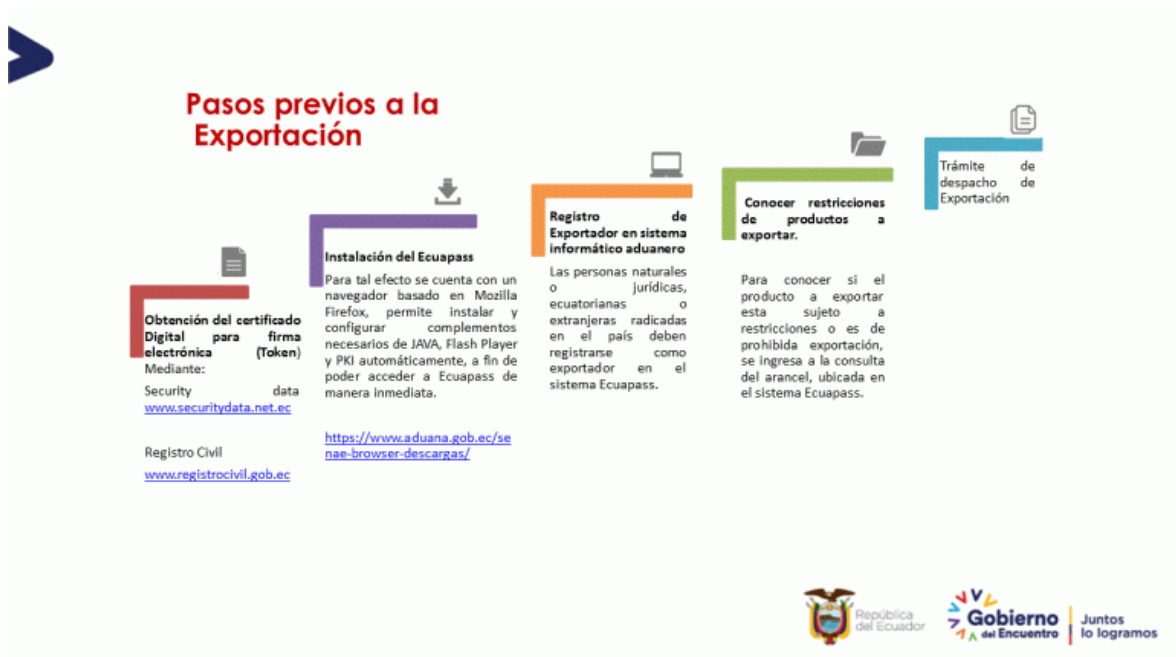 Pasos previos a la
Exportación
Obtención del certificado
Digital para firma
electrónica (Token)
Mediante:
Security data
www.securitydata.net.ec
Registro Civil
www.registrocivil.gob.ec
Instalación del Ecuapass
Para tal efecto se cuenta con un
navegador basado en Mozilla
Firefox, permite instalar y
configurar complementos
necesarios de JAVA, Flash Player
y PKI automáticamente, a fin de
poder acceder a Ecuapass de
manera inmediata.
https://www.aduana.gob.ec/se
nae-browser-descargas/
Registro de
Exportador en sistema
informático aduanero
Las personas naturales
o jurídicas,
ecuatorianas o
extranjeras radicadas
en el país deben
registrarse como
exportador en el
sistema Ecuapass.
Conocer restricciones
de productos a
exportar.
Para conocer si el
producto a exportar
esta sujeto a
restricciones o es de
prohibida exportación,
se ingresa a la consulta
del arancel, ubicada en
el sistema Ecuapass.
Trámite de
despacho de
Exportación
República
del Ecuador
Gobierno
del Encuentro
Juntos
lo logramos